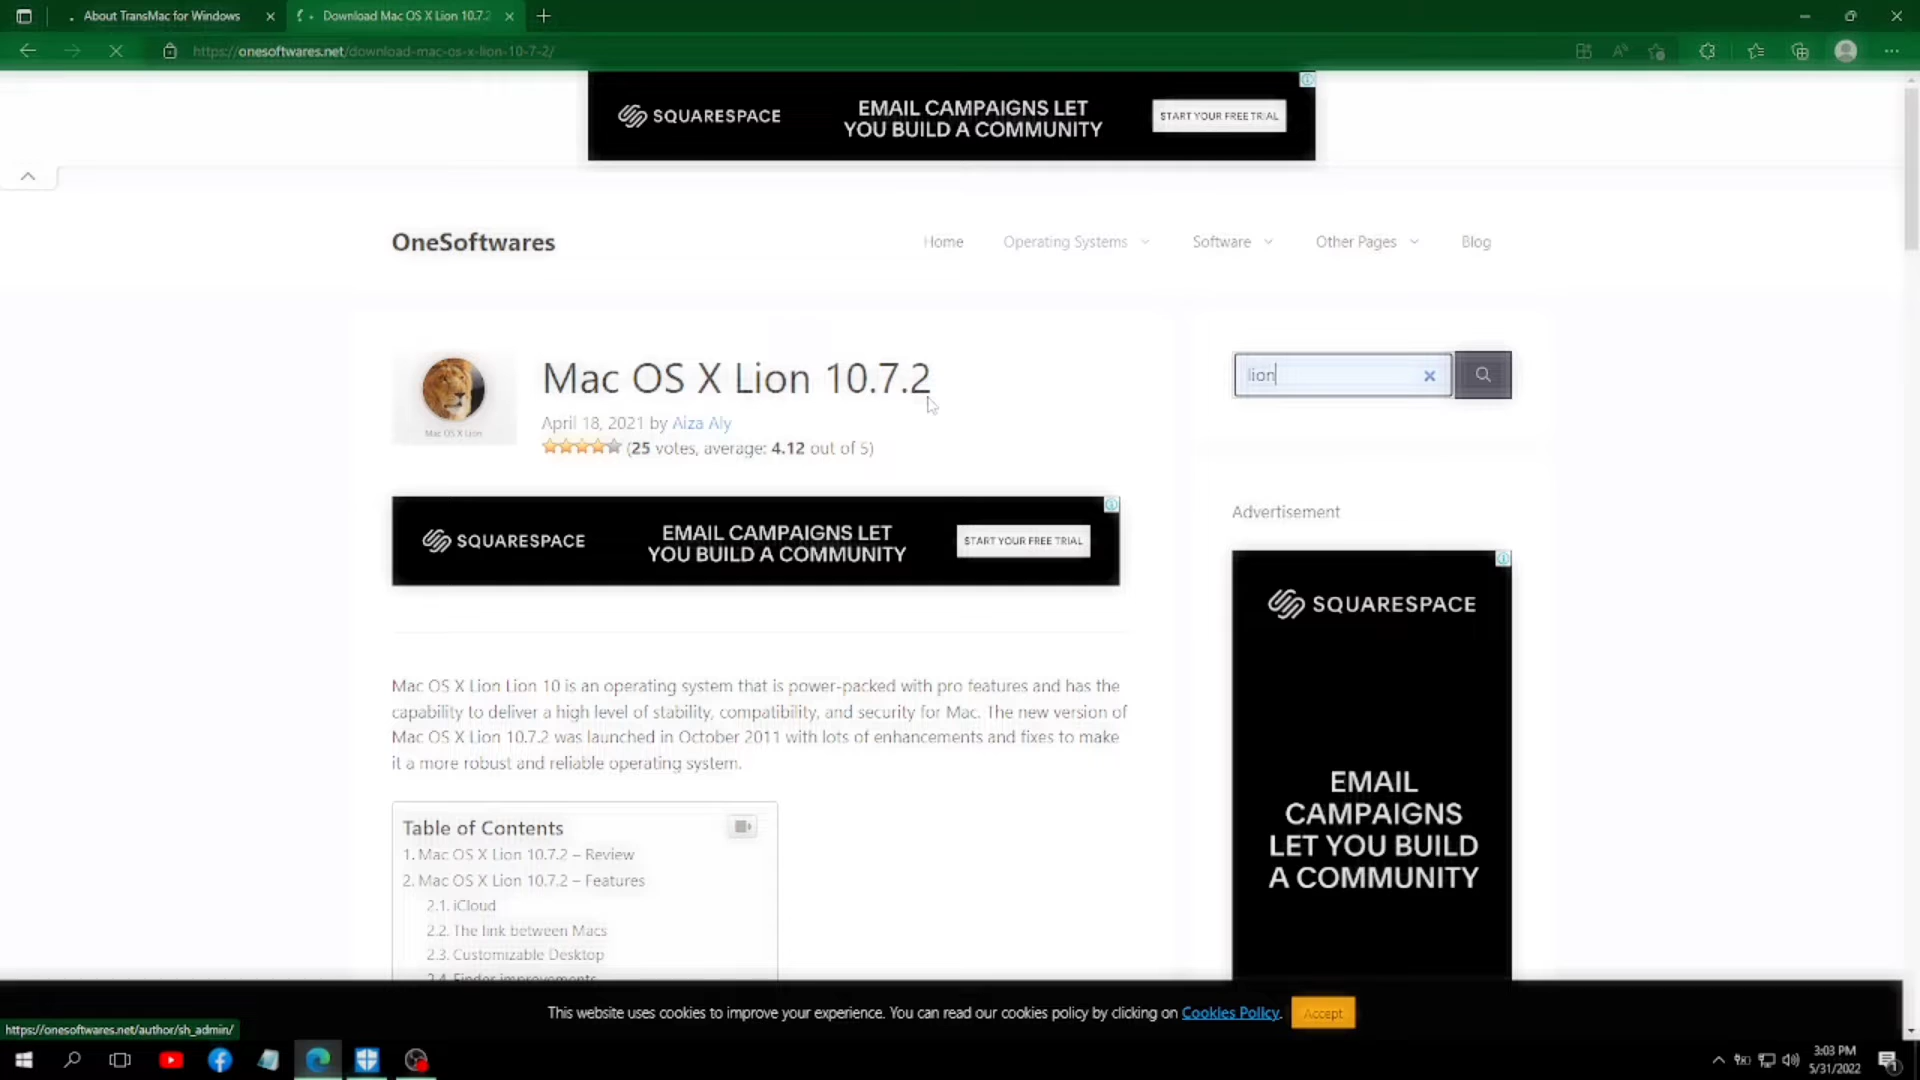 About TransMac for Windows
Download Mac OS X Lion 10.7.2
https://onesoftwares.net/download-mac-os-x-lion-10-7-2/
SQUARESPACE
EMAIL CAMPAIGNS LET
YOU BUILD A COMMUNITY
START YOUR FREE TRIAL
OneSoftwares
Home
Operating Systems
Software
Other Pages
Blog
Mac OS X Lion
Mac OS X Lion 10.7.2
April 18, 2021 by Aiza Aly
(25 votes, average: 4.12 out of 5)
lion
SQUARESPACE
EMAIL CAMPAIGNS LET
YOU BUILD A COMMUNITY
START YOUR FREE TRIAL
Advertisement
SQUARESPACE
EMAIL
CAMPAIGNS
LET YOU BUILD
A COMMUNITY
Mac OS X Lion Lion 10 is an operating system that is power-packed with pro features and has the
capability to deliver a high level of stability, compatibility, and security for Mac. The new version of
Mac OS X Lion 10.7.2 was launched in October 2011 with lots of enhancements and fixes to make
it a more robust and reliable operating system.
Table of Contents
1. Mac OS X Lion 10.7.2 – Review
2. Mac OS X Lion 10.7.2 – Features
2.1. iCloud
2.2. The link between Macs
2.3. Customizable Desktop
2.4. Finder improvements
This website uses cookies to improve your experience. You can read our cookies policy by clicking on Cookies Policy.
Accept
https://onesoftwares.net/author/sh_admin/
3:03 PM
5/31/2022